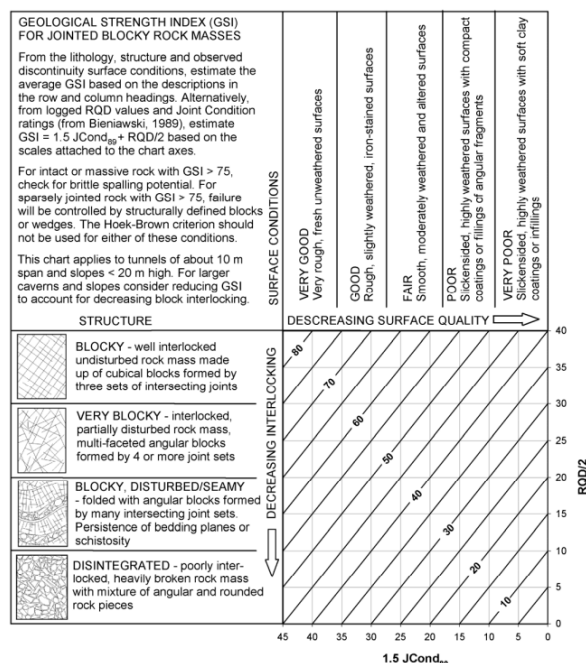 GEOLOGICAL STRENGTH INDEX (GSI)
FOR JOINTED BLOCKY ROCK MASSES
From the lithology, structure and observed
discontinuity surface conditions, estimate the
average GSI based on the descriptions in
the row and column headings. Alternatively,
from logged RQD values and Joint Condition
ratings (from Bieniawski, 1989), estimate
GSI = 1.5 JCond89 + RQD/2 based on the
scales attached to the chart axes.
For intact or massive rock with GSI > 75,
check for brittle spalling potential. For
sparsely jointed rock with GSI > 75, failure
will be controlled by structurally defined blocks
or wedges. The Hoek-Brown criterion should
not be used for either of these conditions.
This chart applies to tunnels of about 10 m
span and slopes < 20 m high. For larger
caverns and slopes consider reducing GSI
to account for decreasing block interlocking.
SURFACE CONDITIONS
VERY GOOD
Very rough, fresh unweathered surfaces
GOOD
Rough, slightly weathered, iron-stained surfaces
FAIR
Smooth, moderately weathered and altered surfaces
POOR
Slickensided, highly weathered surfaces with compact
coatings or fillings of angular fragments
VERY POOR
Slickensided, highly weathered surfaces with soft clay
coatings or infillings
STRUCTURE
DESCREASING SURFACE QUALITY
BLOCKY - well interlocked
undisturbed rock mass made
up of cubical blocks formed by
three sets of intersecting joints
VERY BLOCKY - interlocked,
partially disturbed rock mass,
multi-faceted angular blocks
formed by 4 or more joint sets
BLOCKY, DISTURBED/SEAMY
- folded with angular blocks formed
by many intersecting joint sets.
Persistence of bedding planes or
schistosity
DISINTEGRATED - poorly inter-
locked, heavily broken rock mass
with mixture of angular and rounded
rock pieces
DECREASING INTERLOCKING
80
70
60
50
40
30
20
10
40
35
30
25
20
15
10
5
0
RQD/2
45 40 35 30 25 20 15 10 5 0
1.5 JCond89